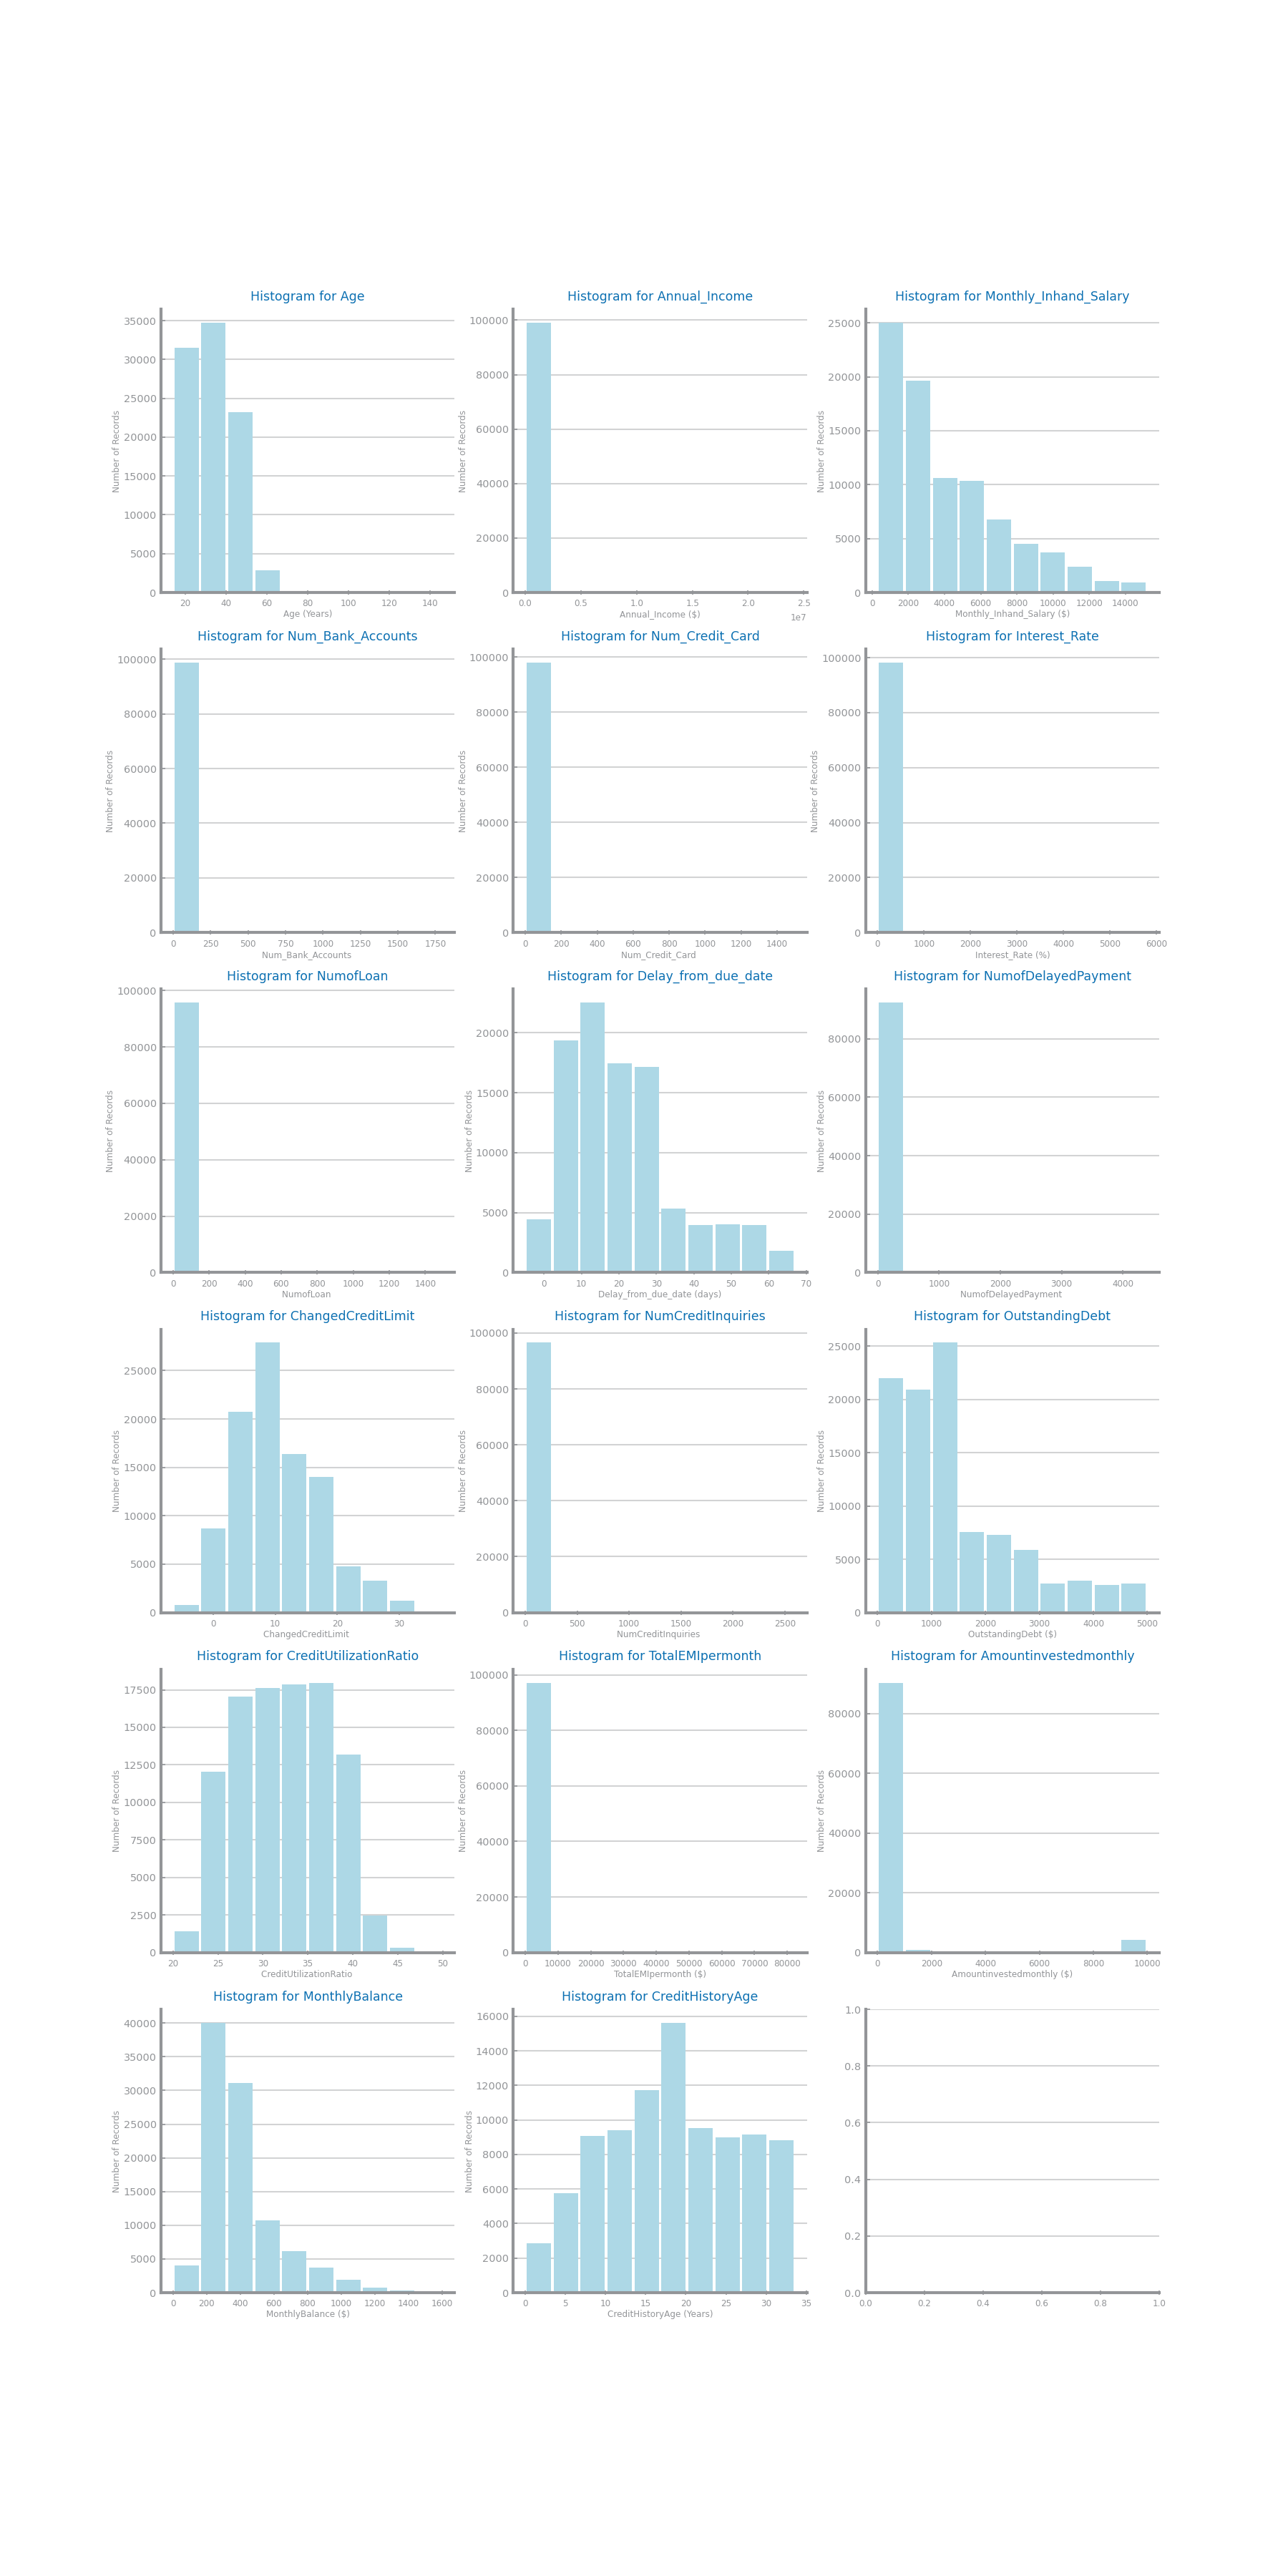 Histogram for Age
Number of Records
35000
30000
25000
20000
15000
10000
5000
0
20 40 60 80 100 120 140
Age (Years)
Histogram for Annual_Income
Number of Records
100000
80000
60000
40000
20000
0
0.0 0.5 1.0 1.5 2.0 2.5
1e7
Annual_Income ($)
Histogram for Monthly_Inhand_Salary
Number of Records
25000
20000
15000
10000
5000
0
0 2000 4000 6000 8000 10000 12000 14000
Monthly_Inhand_Salary ($)
Histogram for Num_Bank_Accounts
Number of Records
100000
80000
60000
40000
20000
0
0 250 500 750 1000 1250 1500 1750
Num_Bank_Accounts
Histogram for Num_Credit_Card
Number of Records
100000
80000
60000
40000
20000
0
0 200 400 600 800 1000 1200 1400
Num_Credit_Card
Histogram for Interest_Rate
Number of Records
100000
80000
60000
40000
20000
0
0 1000 2000 3000 4000 5000 6000
Interest_Rate (%)
Histogram for NumofLoan
Number of Records
100000
80000
60000
40000
20000
0
0 200 400 600 800 1000 1200 1400
NumofLoan
Histogram for Delay_from_due_date
Number of Records
20000
15000
10000
5000
0
0 10 20 30 40 50 60 70
Delay_from_due_date (days)
Histogram for NumofDelayedPayment
Number of Records
80000
60000
40000
20000
0
0 1000 2000 3000 4000
NumofDelayedPayment
Histogram for ChangedCreditLimit
Number of Records
25000
20000
15000
10000
5000
0
0 10 20 30
ChangedCreditLimit
Histogram for NumCreditInquiries
Number of Records
100000
80000
60000
40000
20000
0
0 500 1000 1500 2000 2500
NumCreditInquiries
Histogram for OutstandingDebt
Number of Records
25000
20000
15000
10000
5000
0
0 1000 2000 3000 4000 5000
OutstandingDebt ($)
Histogram for CreditUtilizationRatio
Number of Records
17500
15000
12500
10000
7500
5000
2500
0
20 25 30 35 40 45 50
CreditUtilizationRatio
Histogram for TotalEMIpermonth
Number of Records
100000
80000
60000
40000
20000
0
0 10000 20000 30000 40000 50000 60000 70000 80000
TotalEMIpermonth ($)
Histogram for Amountinvestedmonthly
Number of Records
80000
60000
40000
20000
0
0 2000 4000 6000 8000 10000
Amountinvestedmonthly ($)
Histogram for MonthlyBalance
Number of Records
40000
35000
30000
25000
20000
15000
10000
5000
0
0 200 400 600 800 1000 1200 1400 1600
MonthlyBalance ($)
Histogram for CreditHistoryAge
Number of Records
16000
14000
12000
10000
8000
6000
4000
2000
0
0 5 10 15 20 25 30 35
CreditHistoryAge (Years)
1.0
0.8
0.6
0.4
0.2
0.0
0.0 0.2 0.4 0.6 0.8 1.0